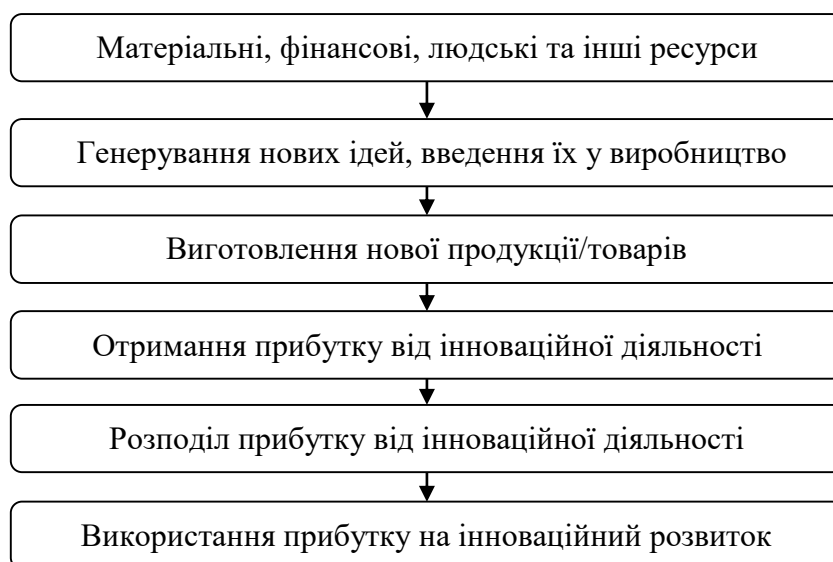 Матеріальні, фінансові, людські та інші ресурси
Генерування нових ідей, введення їх у виробництво
Виготовлення нової продукції/товарів
Отримання прибутку від інноваційної діяльності
Розподіл прибутку від інноваційної діяльності
Використання прибутку на інноваційний розвиток